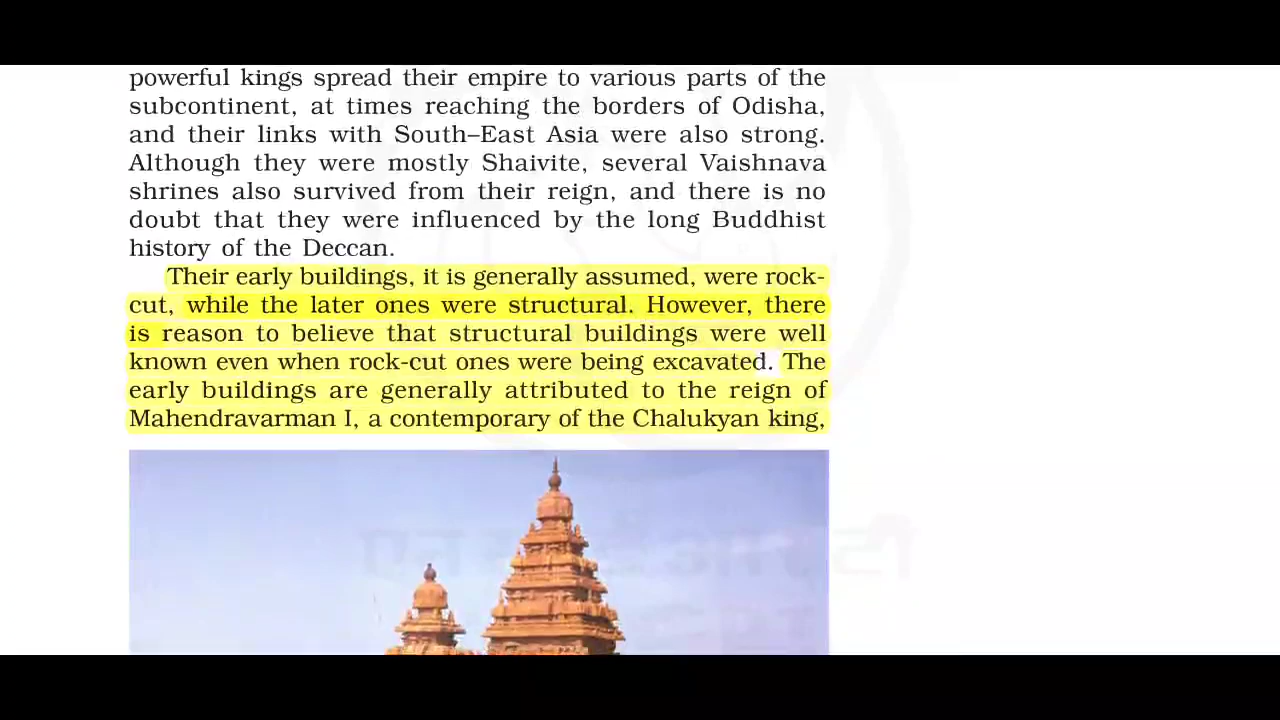 powerful kings spread their empire to various parts of the
subcontinent, at times reaching the borders of Odisha,
and their links with South–East Asia were also strong.
Although they were mostly Shaivite, several Vaishnava
shrines also survived from their reign, and there is no
doubt that they were influenced by the long Buddhist
history of the Deccan.
Their early buildings, it is generally assumed, were rock-
cut, while the later ones were structural. However, there
is reason to believe that structural buildings were well
known even when rock-cut ones were being excavated. The
early buildings are generally attributed to the reign of
Mahendravarman I, a contemporary of the Chalukyan king,